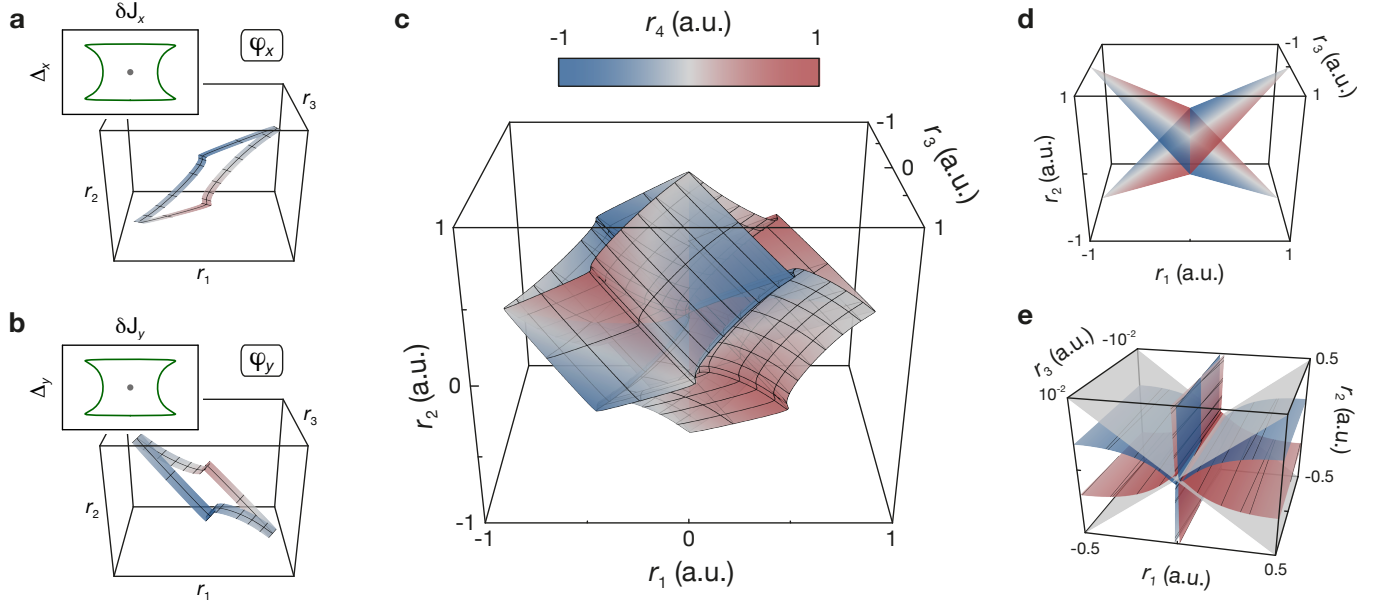 a
δJx
φx
Δx
r3
r2
r1
b
δJy
φy
Δy
r3
r2
r1
c
r4 (a.u.)
-1 1
-1
0
1
r3 (a.u.)
1
0
-1
r2 (a.u.)
-1 0 1
r1 (a.u.)
d
-1
r3 (a.u.)
1
1
r2 (a.u.)
-1
-1 1
r1 (a.u.)
e
-10⁻²
r3 (a.u.)
10⁻²
0.5
r2 (a.u.)
-0.5
-0.5
0.5
r1 (a.u.)